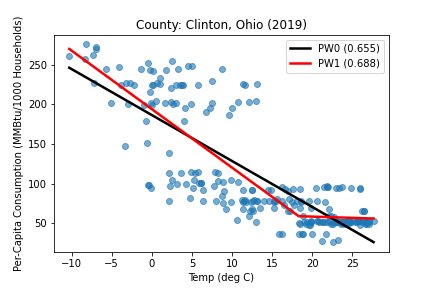 County: Clinton, Ohio (2019)
PW0 (0.655)
PW1 (0.688)
Per-Capita Consumption (MMBtu/1000 Households)
250
200
150
100
50
−10 −5 0 5 10 15 20 25
Temp (deg C)